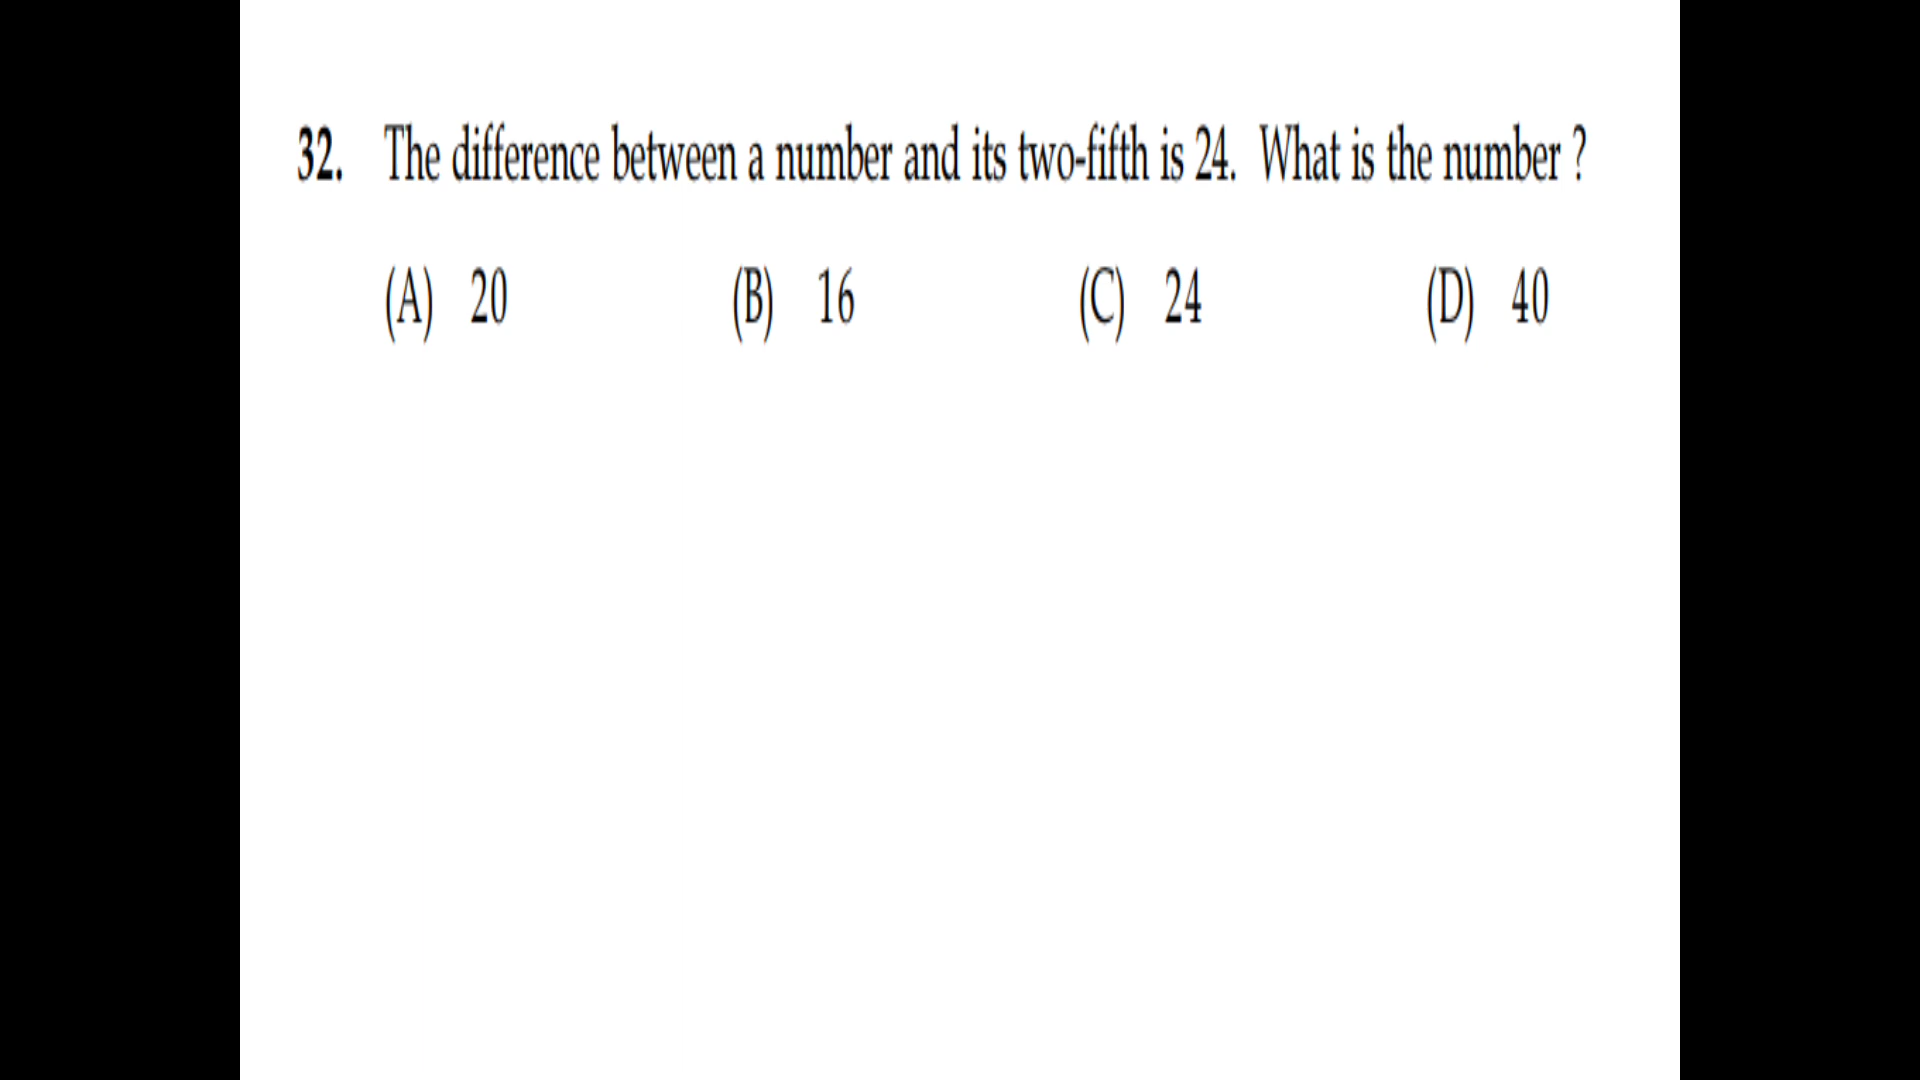 32. The difference between a number and its two-fifth is 24. What is the number ?
(A) 20 (B) 16 (C) 24 (D) 40